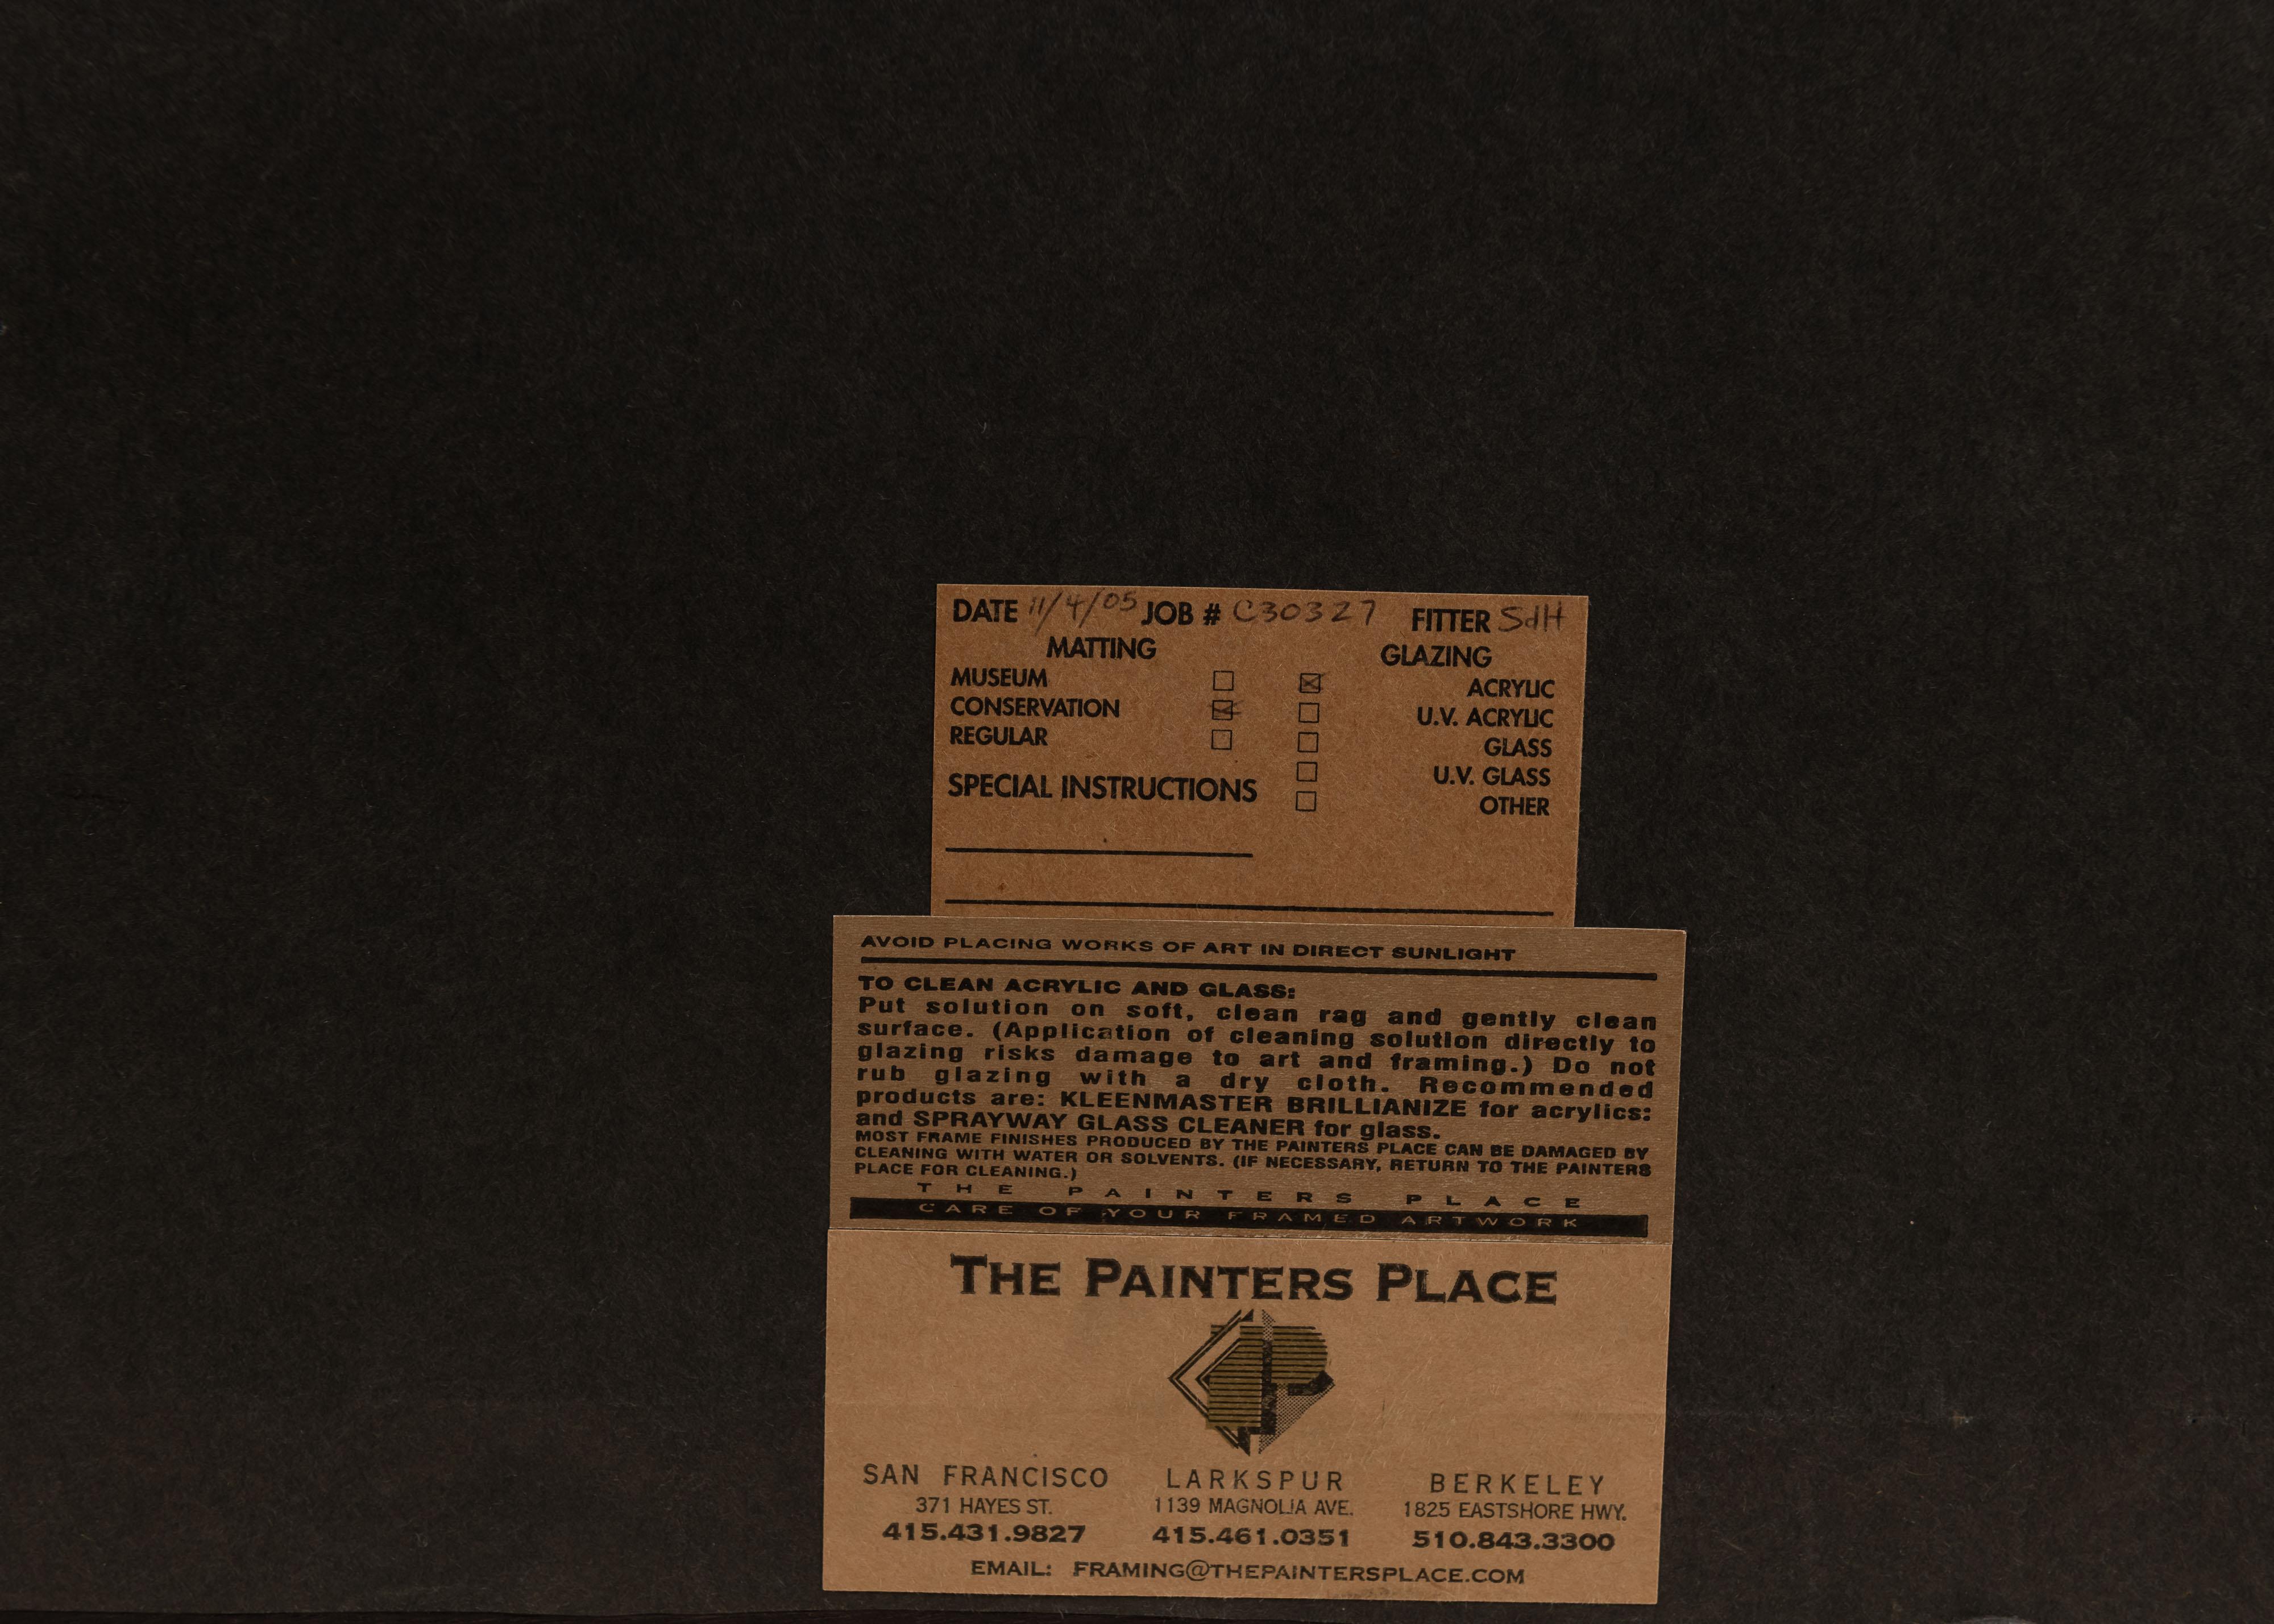 DATE 11/4/05 JOB # C30327 FITTER SdH
MATTING GLAZING
MUSEUM ACRYLIC
CONSERVATION U.V. ACRYLIC
REGULAR GLASS
U.V. GLASS
SPECIAL INSTRUCTIONS OTHER
AVOID PLACING WORKS OF ART IN DIRECT SUNLIGHT
TO CLEAN ACRYLIC AND GLASS:
Put solution on soft, clean rag and gently clean
surface. (Application of cleaning solution directly to
glazing risks damage to art and framing.) Do not
rub glazing with a dry cloth. Recommended
products are: KLEENMASTER BRILLIANIZE for acrylics:
and SPRAYWAY GLASS CLEANER for glass.
MOST FRAME FINISHES PRODUCED BY THE PAINTERS PLACE CAN BE DAMAGED BY
CLEANING WITH WATER OR SOLVENTS. (IF NECESSARY, RETURN TO THE PAINTERS
PLACE FOR CLEANING.)
THE PAINTERS PLACE
CARE OF YOUR FRAMED ARTWORK
THE PAINTERS PLACE
SAN FRANCISCO LARKSPUR BERKELEY
371 HAYES ST. 1139 MAGNOLIA AVE. 1825 EASTSHORE HWY.
415.431.9827 415.461.0351 510.843.3300
EMAIL: FRAMING@THEPAINTERSPLACE.COM